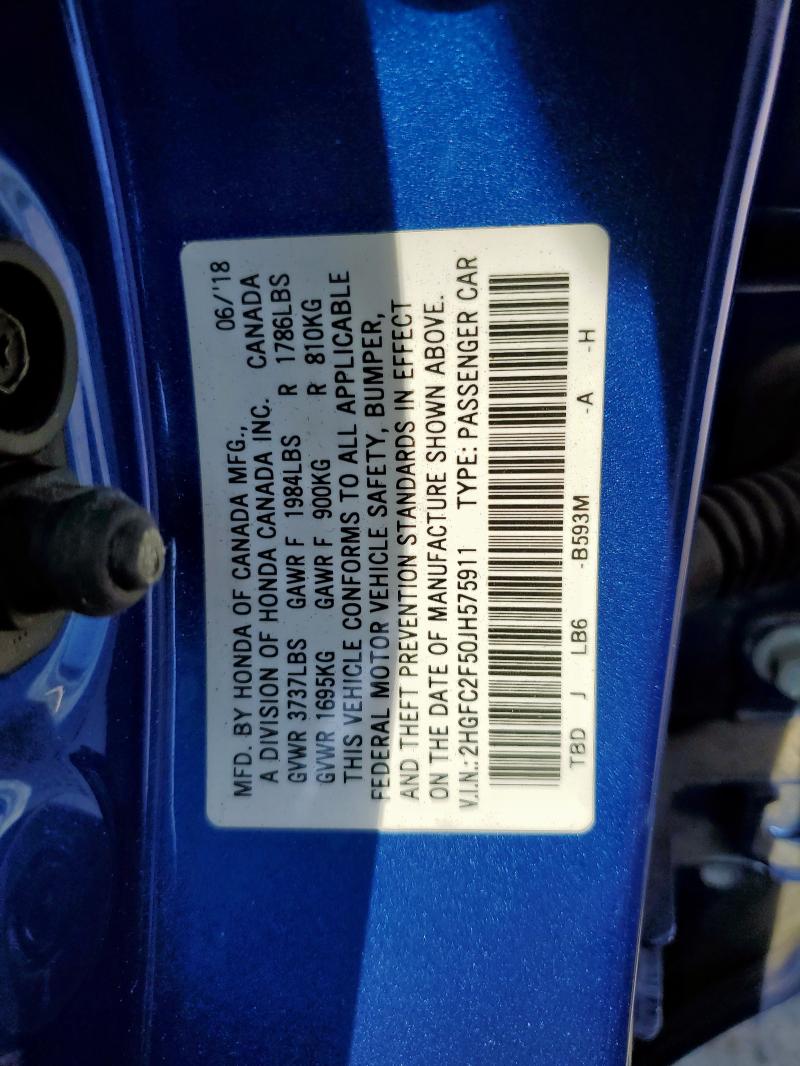 MFD. BY HONDA OF CANADA MFG., 06/'18
A DIVISION OF HONDA CANADA INC. CANADA
GVWR 3737LBS GAWR F 1984LBS R 1786LBS
GVWR 1695KG GAWR F 900KG R 810KG
THIS VEHICLE CONFORMS TO ALL APPLICABLE
FEDERAL MOTOR VEHICLE SAFETY, BUMPER,
AND THEFT PREVENTION STANDARDS IN EFFECT
ON THE DATE OF MANUFACTURE SHOWN ABOVE.
V.I.N.:2HGFC2F50JH575911 TYPE:PASSENGER CAR
TBD J LB6 -B593M -A -H